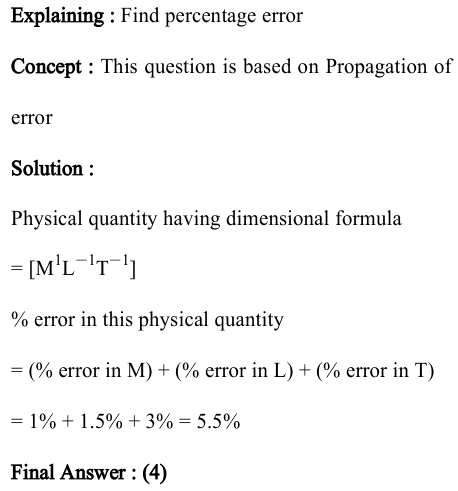 Explaining : Find percentage error
Concept : This question is based on Propagation of
error
Solution :
Physical quantity having dimensional formula
= [M¹L⁻¹T⁻¹]
% error in this physical quantity
= (% error in M) + (% error in L) + (% error in T)
= 1% + 1.5% + 3% = 5.5%
Final Answer : (4)